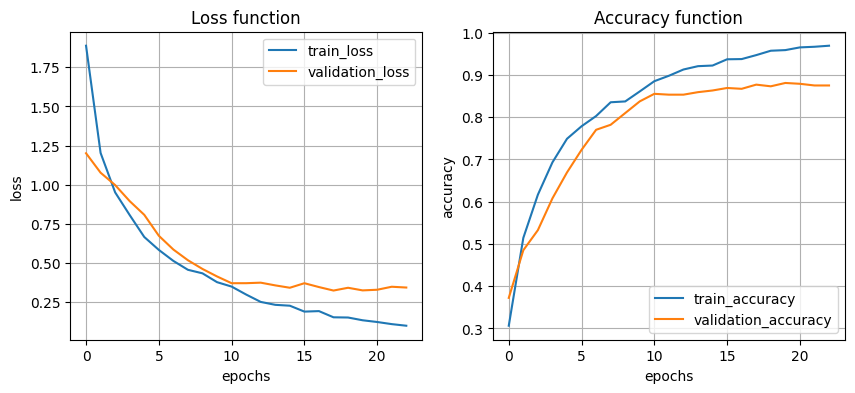 Loss function
train_loss
validation_loss
1.75
1.50
1.25
1.00
0.75
0.50
0.25
loss
0
5
10
15
20
epochs
Accuracy function
1.0
0.9
0.8
0.7
0.6
0.5
0.4
0.3
accuracy
train_accuracy
validation_accuracy
0
5
10
15
20
epochs